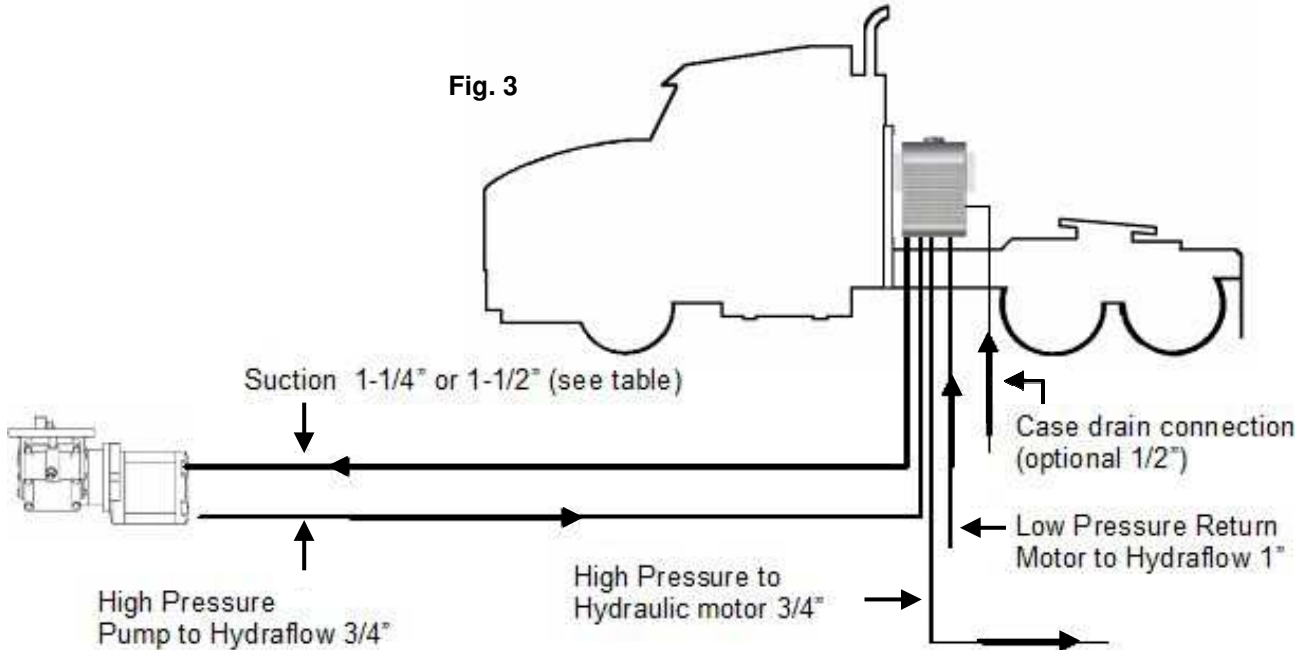 Fig. 3
Suction 1-1/4” or 1-1/2” (see table)
Case drain connection
(optional 1/2”)
Low Pressure Return
Motor to Hydraflow 1”
High Pressure to
Hydraulic motor 3/4”
High Pressure
Pump to Hydraflow 3/4”